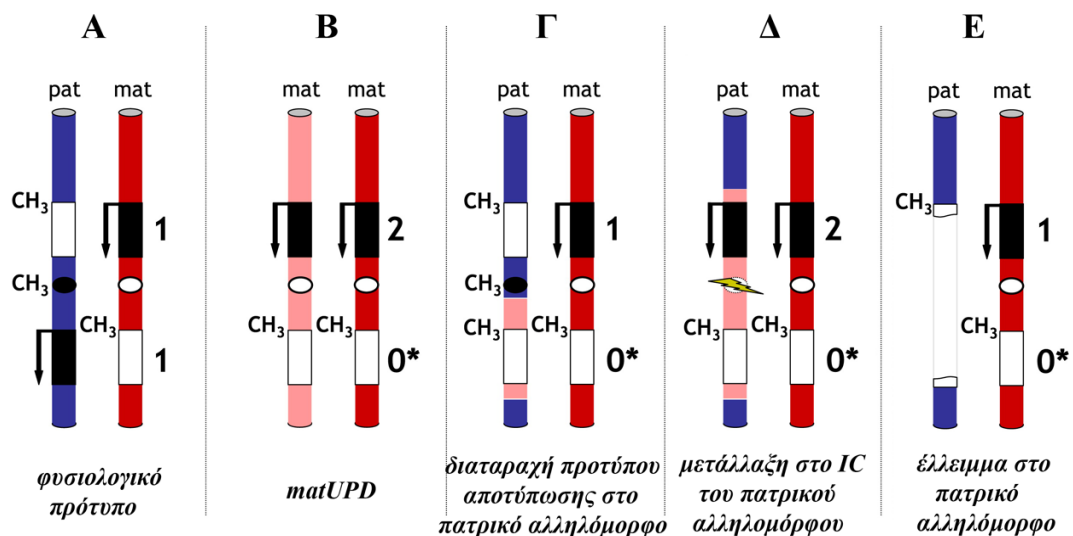 Α Β Γ Δ Ε
pat mat mat mat pat mat pat mat pat mat
CH3 CH3 CH3
1 2 1 2 1
CH3 CH3
CH3 CH3 CH3 CH3 CH3 CH3 CH3 CH3
1 0* 0* 0* 0*
φυσιολογικό
πρότυπο
matUPD
διαταραχή προτύπου
αποτύπωσης στο
πατρικό αλληλόμορφο
μετάλλαξη στο IC
του πατρικού
αλληλομόρφου
έλλειμμα στο
πατρικό
αλληλόμορφο